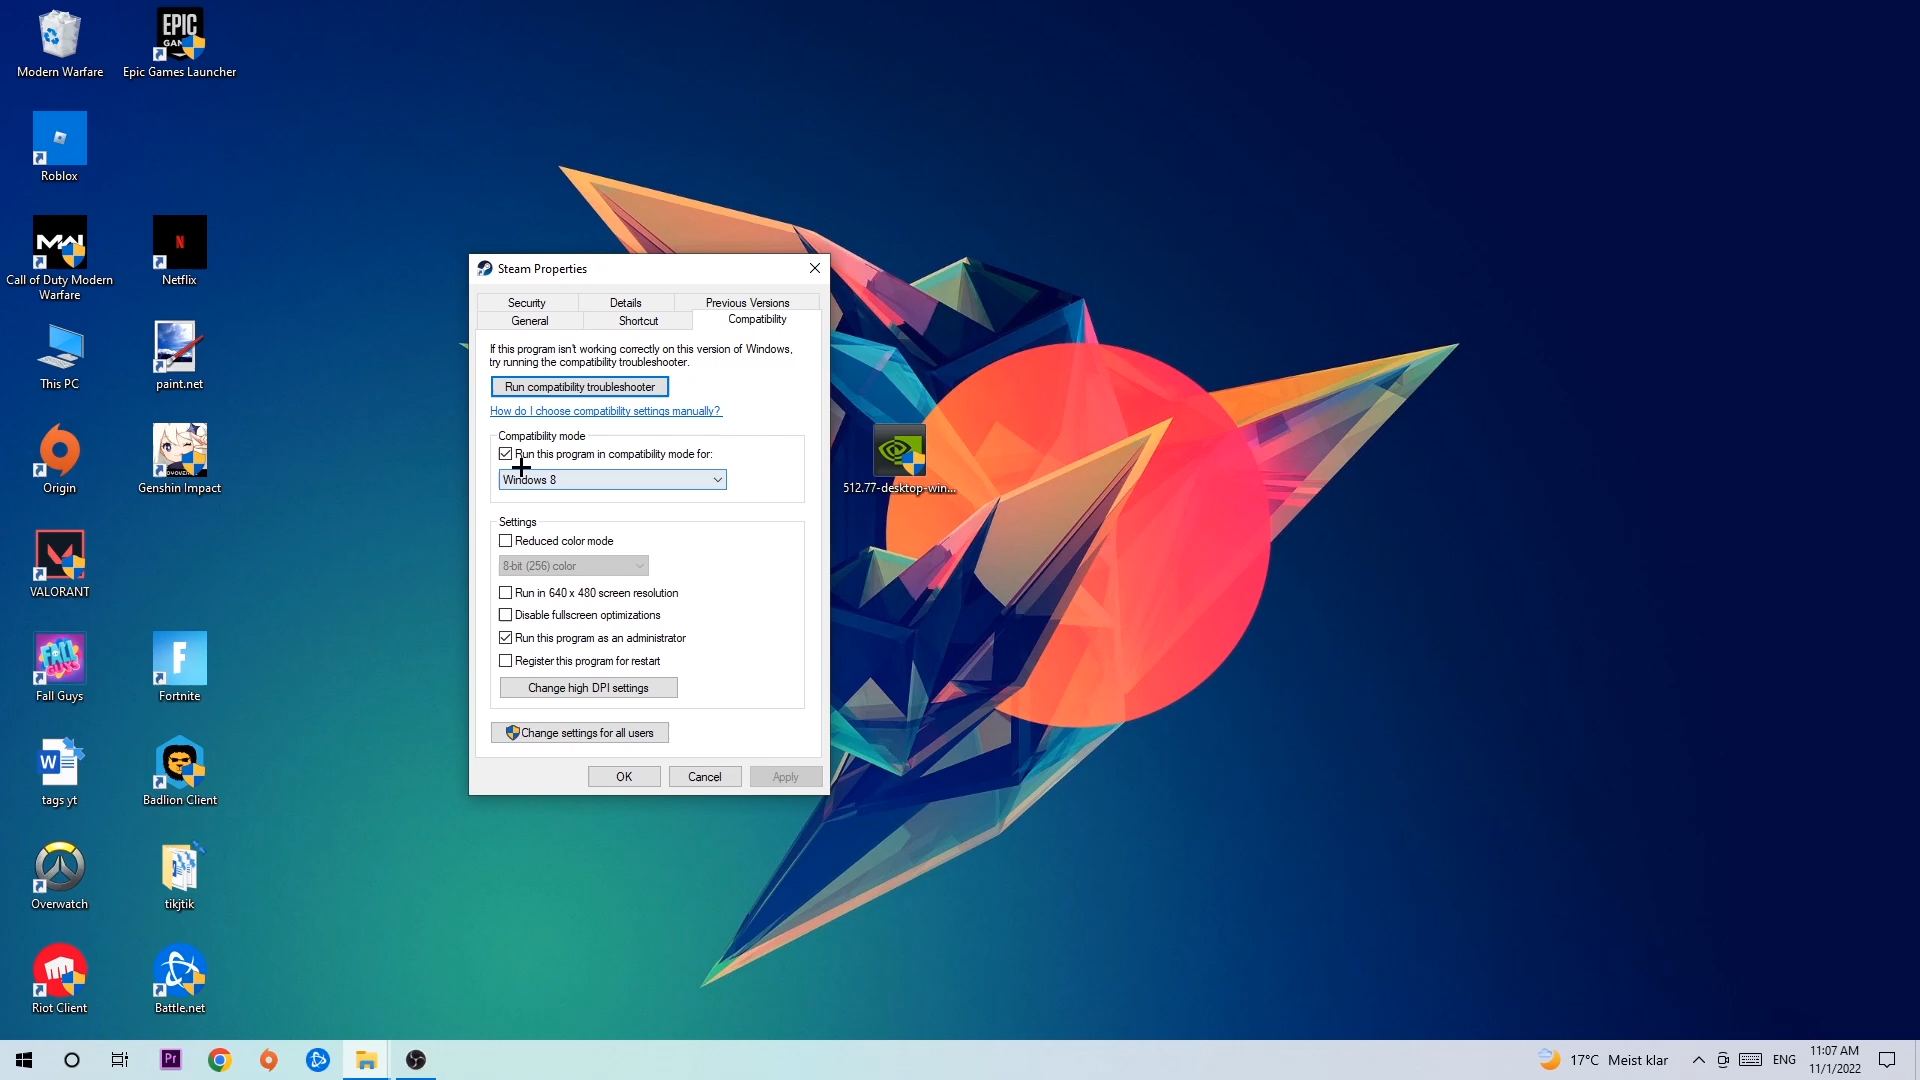 Modern Warfare
EPIC
GAMES
Epic Games Launcher
Roblox
MW
Call of Duty Modern
Warfare
N
Netflix
This PC
paint.net
Origin
Genshin Impact
VALORANT
FALL
GUYS
Fall Guys
F
Fortnite
W
tags yt
Badlion Client
Overwatch
tikjtik
Riot Client
Battle.net
Steam Properties
Security
Details
Previous Versions
General
Shortcut
Compatibility
If this program isn't working correctly on this version of Windows,
try running the compatibility troubleshooter.
Run compatibility troubleshooter
How do I choose compatibility settings manually?
Compatibility mode
Run this program in compatibility mode for:
Windows 8
Settings
Reduced color mode
8-bit (256) color
Run in 640 x 480 screen resolution
Disable fullscreen optimizations
Run this program as an administrator
Register this program for restart
Change high DPI settings
Change settings for all users
OK
Cancel
Apply
512.77-desktop-win...
Pr
17°C Meist klar
ENG
11:07 AM
11/1/2022